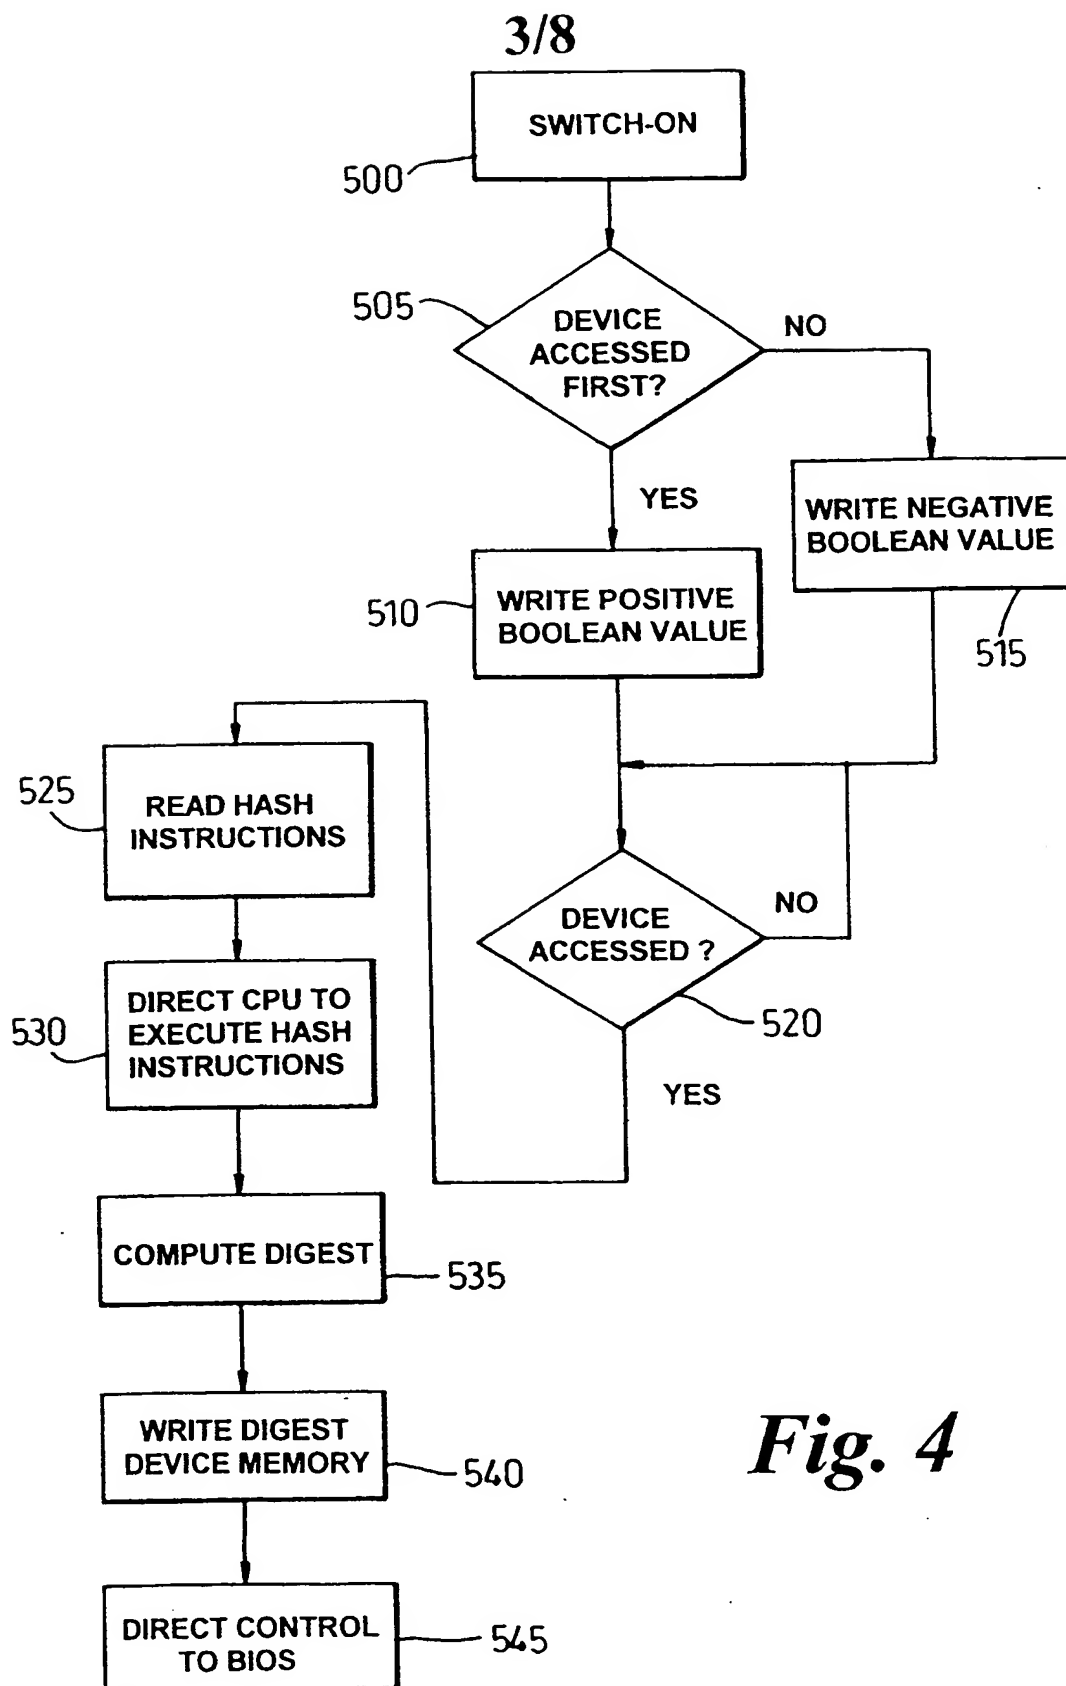 3/8
SWITCH-ON
500
505
DEVICE
ACCESSED
FIRST?
NO
YES
WRITE NEGATIVE
BOOLEAN VALUE
515
510
WRITE POSITIVE
BOOLEAN VALUE
525
READ HASH
INSTRUCTIONS
DEVICE
ACCESSED ?
NO
520
YES
530
DIRECT CPU TO
EXECUTE HASH
INSTRUCTIONS
COMPUTE DIGEST
535
WRITE DIGEST
DEVICE MEMORY
540
DIRECT CONTROL
TO BIOS
545
Fig. 4